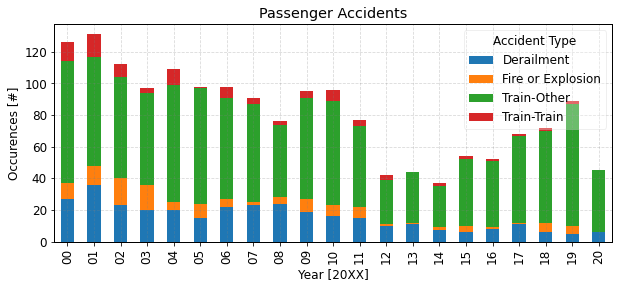 Passenger Accidents
Occurences [#]
120
100
80
60
40
20
0
Accident Type
Derailment
Fire or Explosion
Train-Other
Train-Train
00 01 02 03 04 05 06 07 08 09 10 11 12 13 14 15 16 17 18 19 20
Year [20XX]